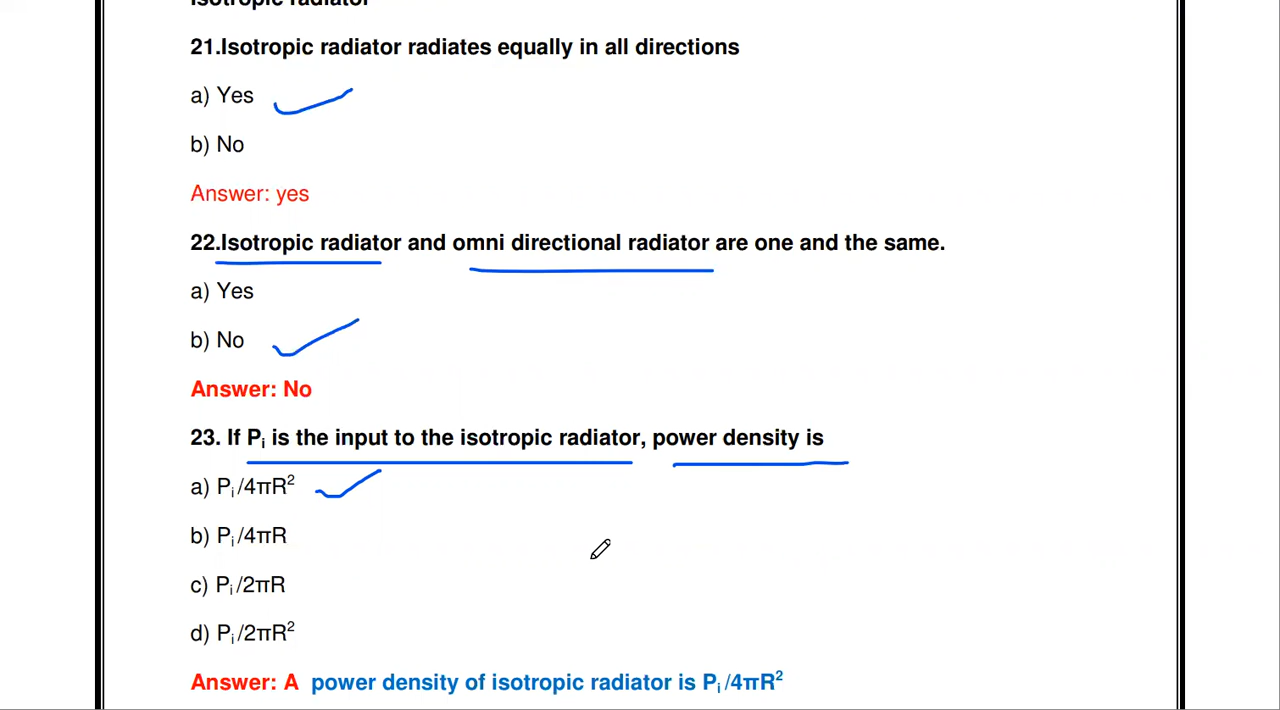 isotropic radiator
21.Isotropic radiator radiates equally in all directions
a) Yes
b) No
Answer: yes
22.Isotropic radiator and omni directional radiator are one and the same.
a) Yes
b) No
Answer: No
23. If Pᵢ is the input to the isotropic radiator, power density is
a) Pᵢ/4πR²
b) Pᵢ/4πR
c) Pᵢ/2πR
d) Pᵢ/2πR²
Answer: A power density of isotropic radiator is Pᵢ/4πR²